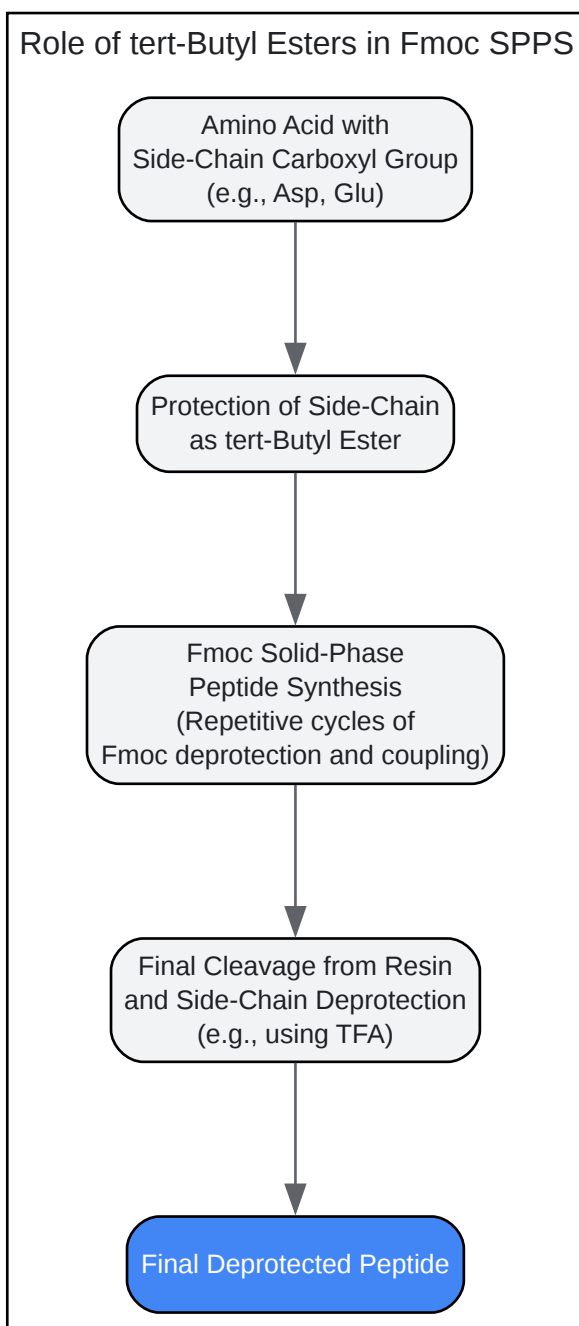 Role of tert-Butyl Esters in Fmoc SPPS
Amino Acid with
Side-Chain Carboxyl Group
(e.g., Asp, Glu)
Protection of Side-Chain
as tert-Butyl Ester
Fmoc Solid-Phase
Peptide Synthesis
(Repetitive cycles of
Fmoc deprotection and coupling)
Final Cleavage from Resin
and Side-Chain Deprotection
(e.g., using TFA)
Final Deprotected Peptide